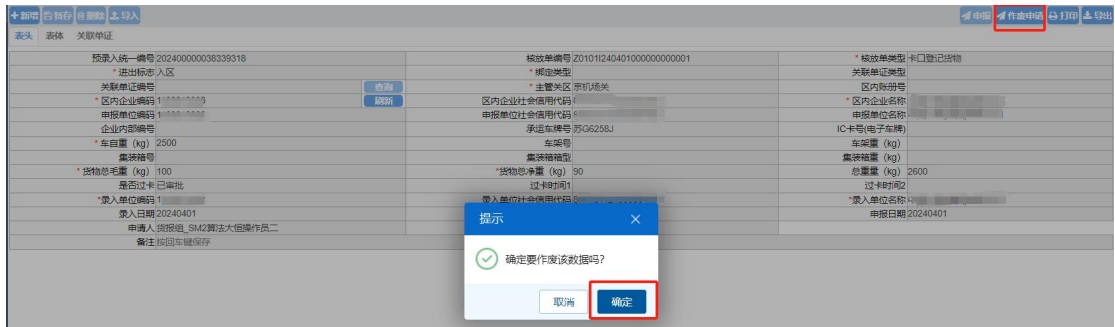 新增 暂存 删除 导入 申报 作废申请 打印 导出
表头 表体 关联单证
预录入统一编号 202400000038339318 核放单编号 Z0101I240401000000000001 *核放单类型 卡口登记货物
*进出标志 入区 *绑定类型 关联单证类型
关联单证编号 查询 *主管关区 京机场关 区内账册号
*区内企业编码 刷新 区内企业社会信用代码 *区内企业名称
申报单位编码 申报单位社会信用代码 申报单位名称
企业内部编号 承运车牌号 苏G6258J IC卡号(电子车牌)
*车自重（kg） 2500 车架号 车架重（kg）
集装箱号 集装箱箱型 集装箱重（kg）
*货物总毛重（kg） 100 *货物总净重（kg） 90 总重量（kg） 2600
是否过卡 已审批 过卡时间1 过卡时间2
*录入单位编码 录入单位社会信用代码 *录入单位名称
录入日期 20240401 申报日期 20240401
申请人 货报组_SM2算法大恒操作员二
备注 按回车键保存
提示
确定要作废该数据吗?
取消 确定